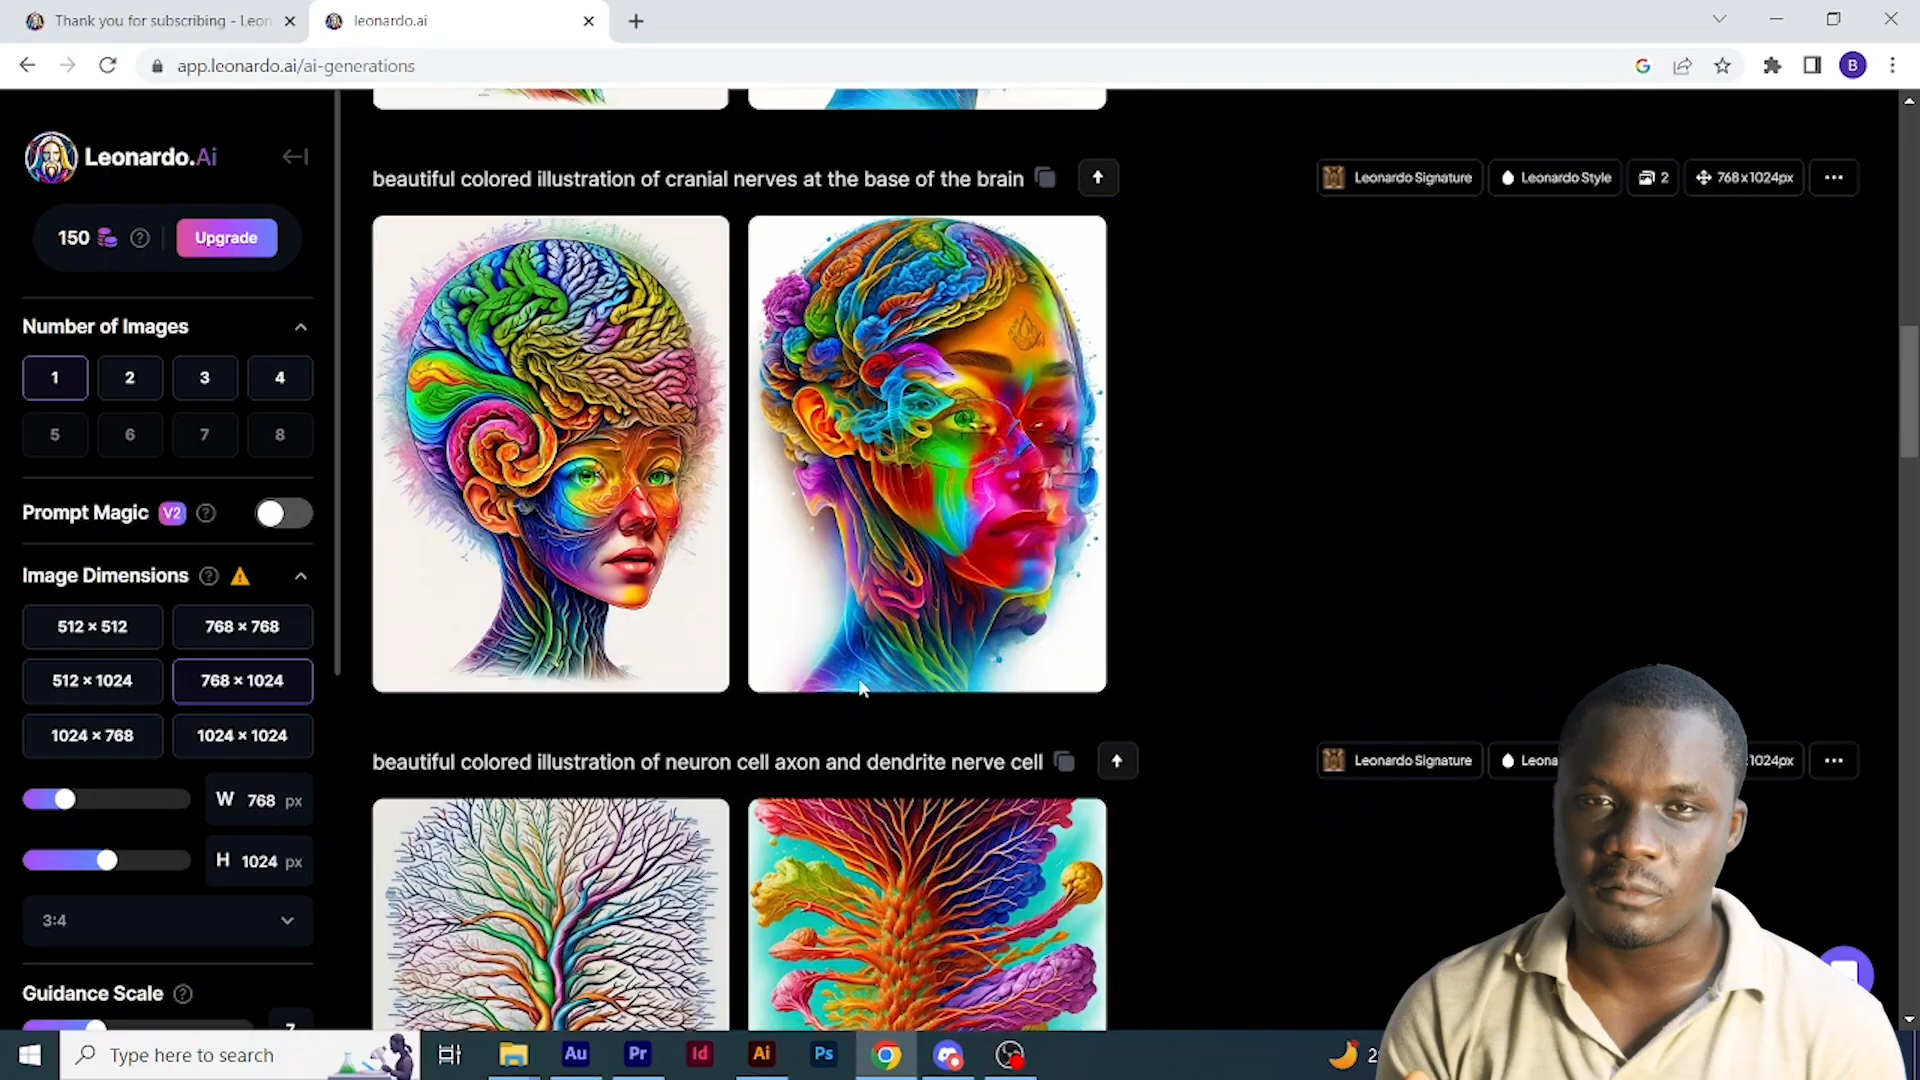 Thank you for subscribing - Leon
leonardo.ai
app.leonardo.ai/ai-generations
B
Leonardo.Ai
150
Upgrade
Number of Images
1 2 3 4
5 6 7 8
Prompt Magic V2
Image Dimensions
512 × 512 768 × 768
512 × 1024 768 × 1024
1024 × 768 1024 × 1024
W 768 px
H 1024 px
3:4
Guidance Scale
7
beautiful colored illustration of cranial nerves at the base of the brain
Leonardo Signature Leonardo Style 2 768x1024px
beautiful colored illustration of neuron cell axon and dendrite nerve cell
Leonardo Signature Leona 1024px
Type here to search
Au Pr Id Ai Ps
2